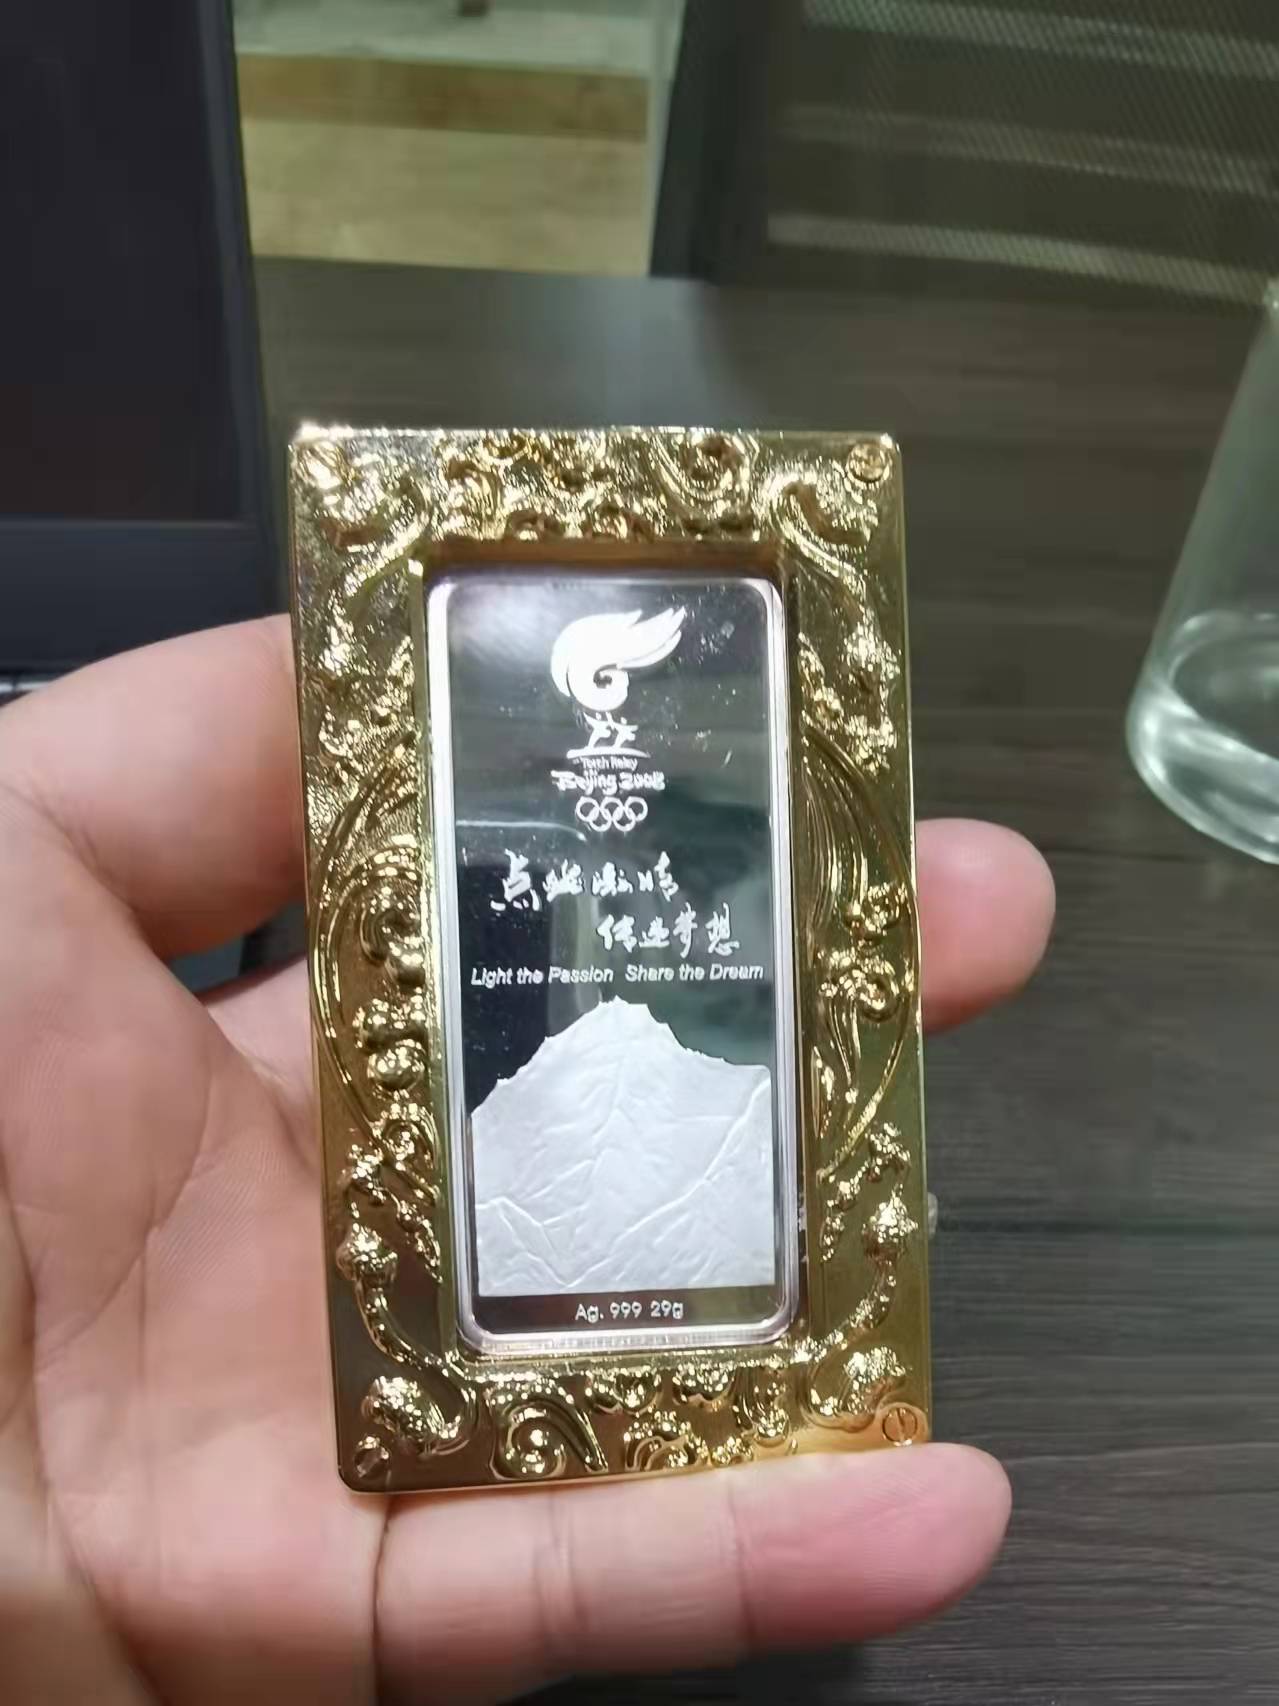 Torch Relay
Beijing 2008
点燃激情
传递梦想
Light the Passion Share the Dream
Ag. 999 29g